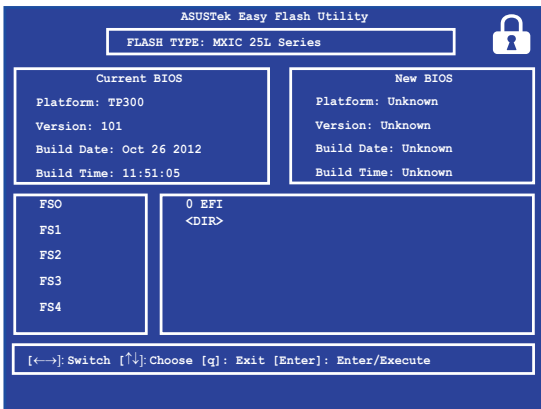 ASUSTek Easy Flash Utility
FLASH TYPE: MXIC 25L Series
Current BIOS
Platform: TP300
Version: 101
Build Date: Oct 26 2012
Build Time: 11:51:05
New BIOS
Platform: Unknown
Version: Unknown
Build Date: Unknown
Build Time: Unknown
FSO
FS1
FS2
FS3
FS4
0 EFI
<DIR>
[←→]: Switch [↑↓]: Choose [q]: Exit [Enter]: Enter/Execute